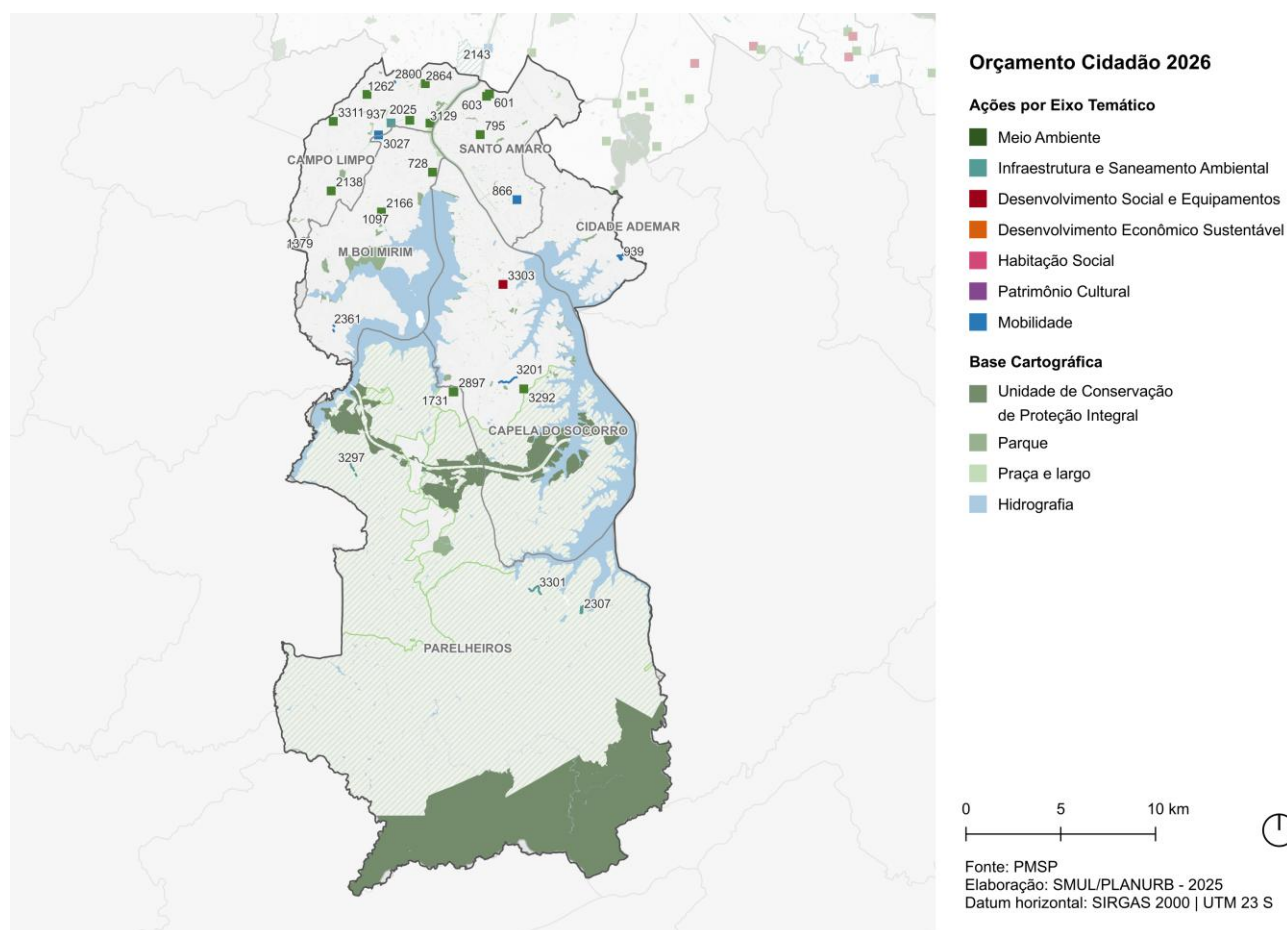 2143
2800
2864
1262
603
601
3311
937
2025
3129
795
3027
CAMPO LIMPO
SANTO AMARO
728
2138
866
2166
1097
CIDADE ADEMAR
1379
M BOI MIRIM
939
3303
2361
3201
2897
1731
3292
CAPELA DO SOCORRO
3297
3301
2307
PARELHEIROS
Orçamento Cidadão 2026
Ações por Eixo Temático
Meio Ambiente
Infraestrutura e Saneamento Ambiental
Desenvolvimento Social e Equipamentos
Desenvolvimento Econômico Sustentável
Habitação Social
Patrimônio Cultural
Mobilidade
Base Cartográfica
Unidade de Conservação
de Proteção Integral
Parque
Praça e largo
Hidrografia
0 5 10 km
Fonte: PMSP
Elaboração: SMUL/PLANURB - 2025
Datum horizontal: SIRGAS 2000 | UTM 23 S